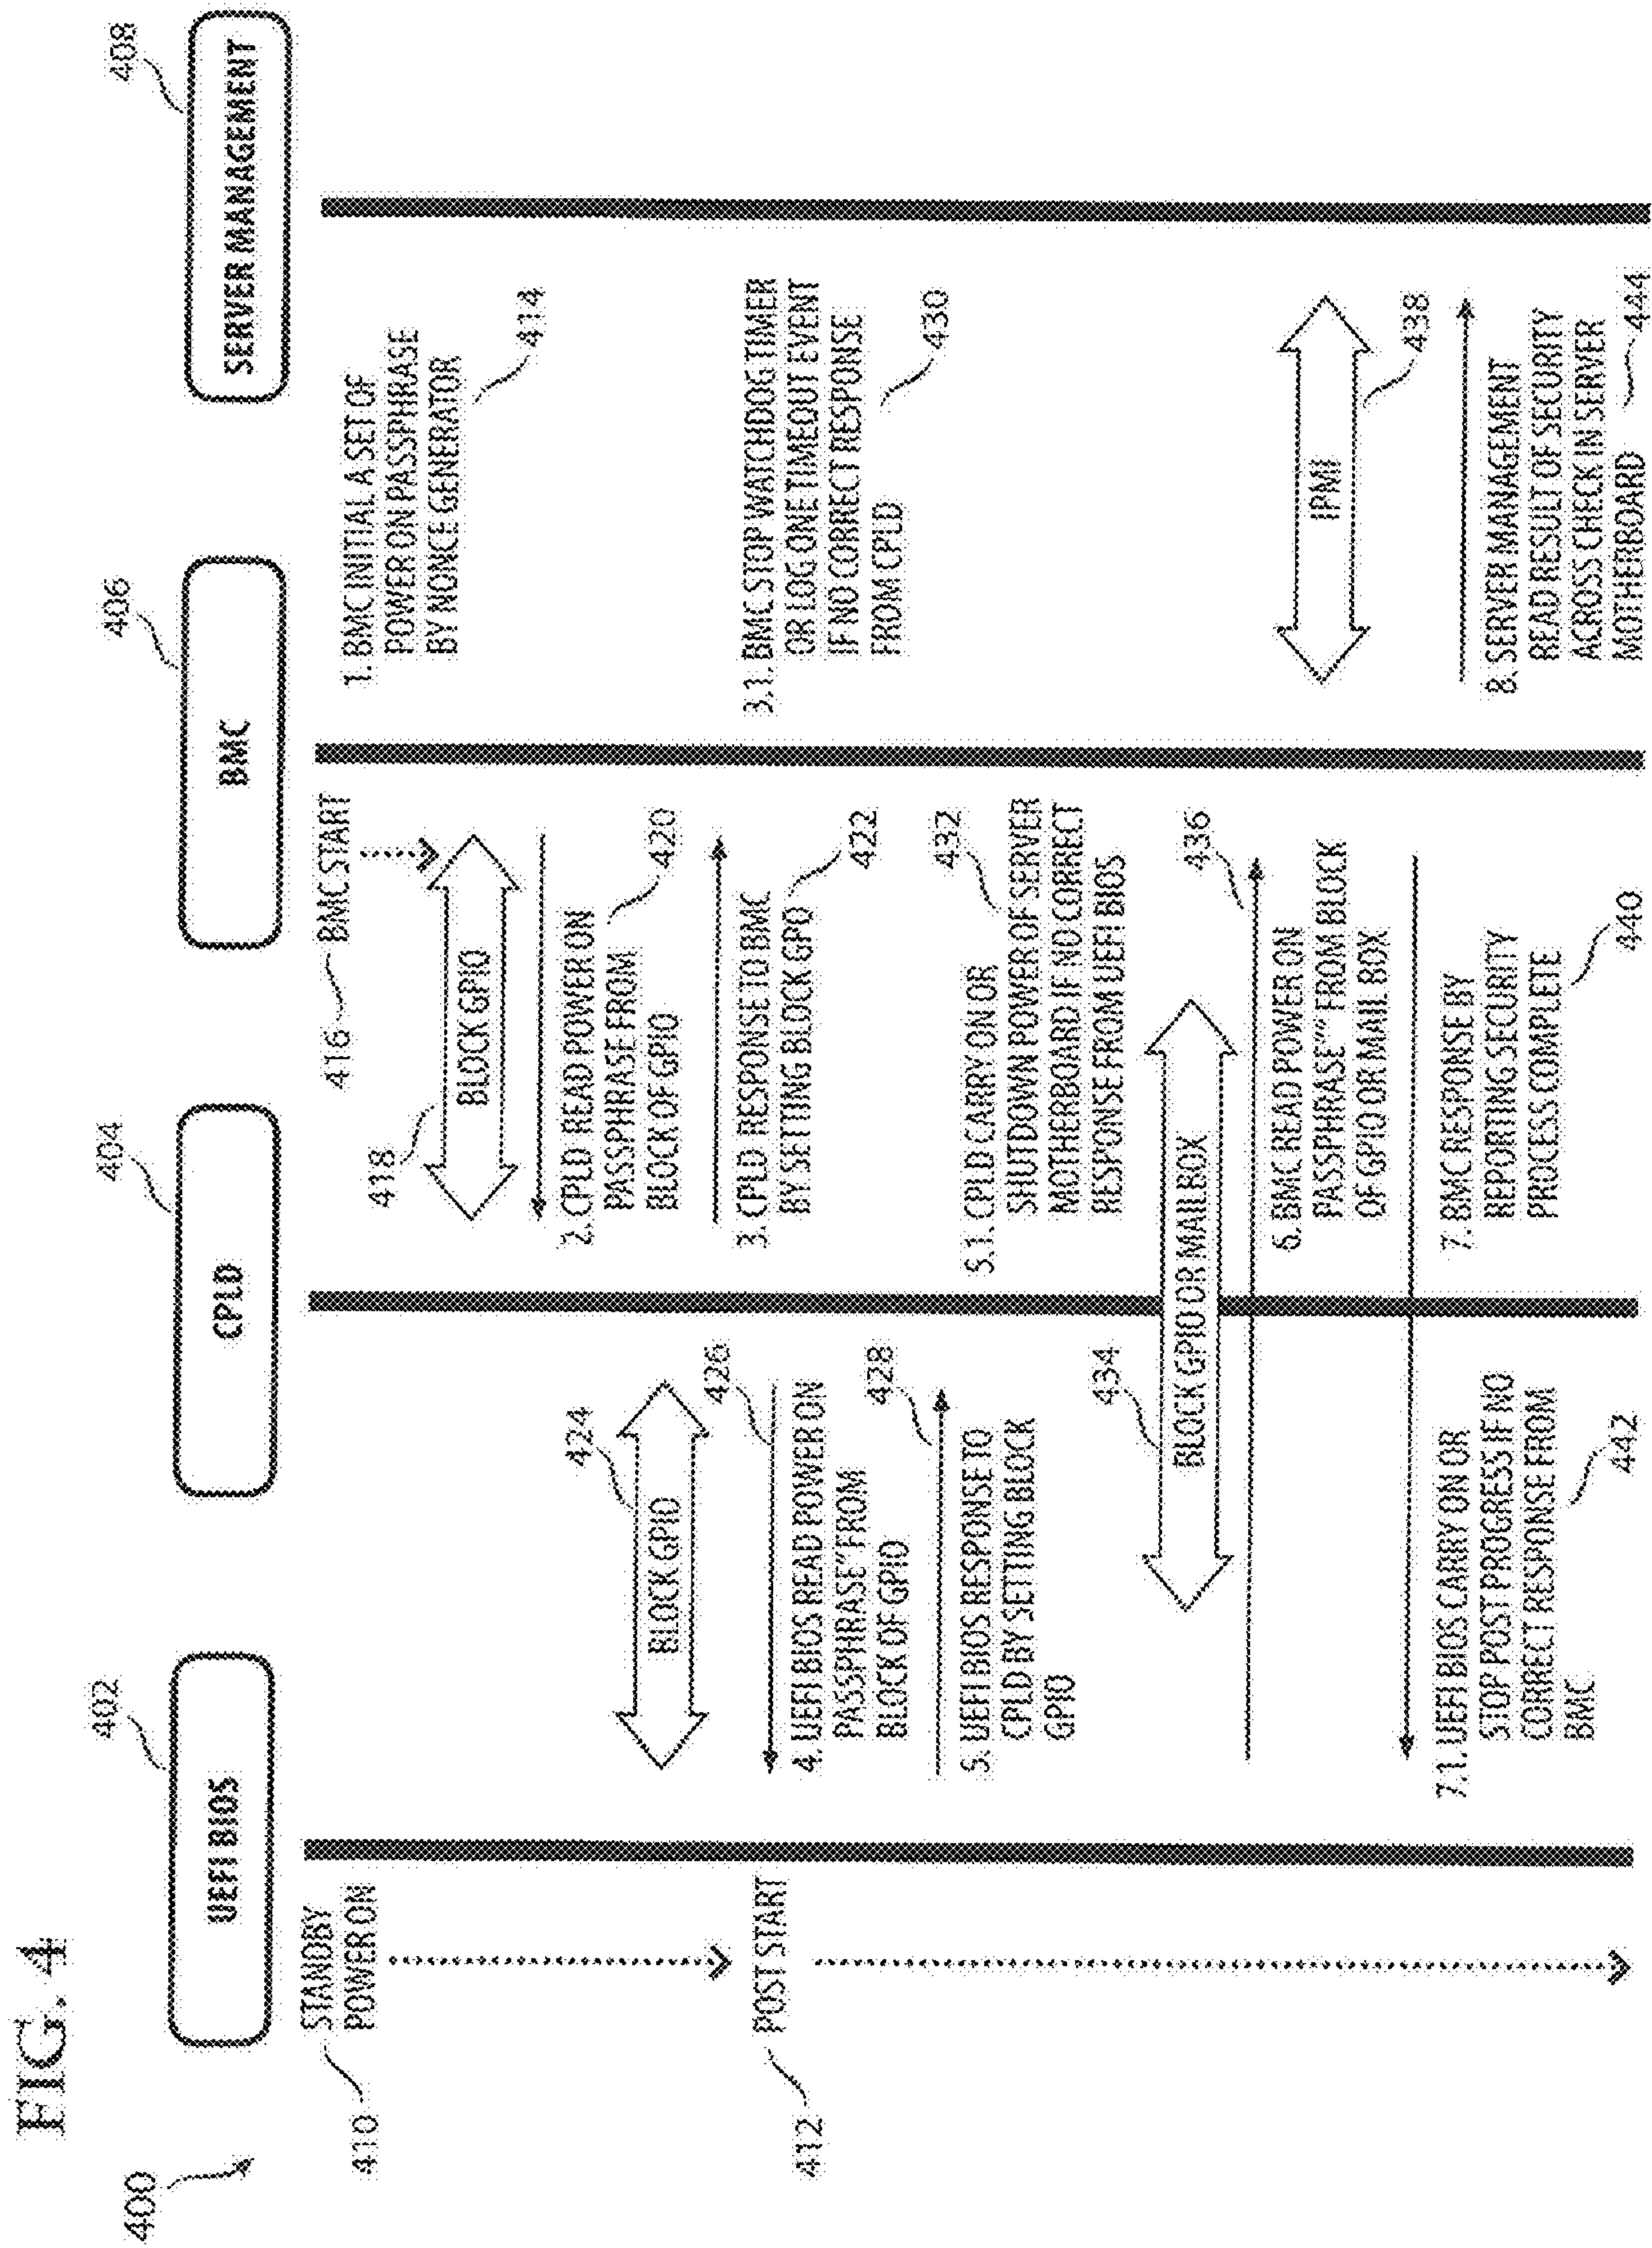 FIG. 4
400
402
UEFI BIOS
404
CPLD
406
BMC
408
SERVER MANAGEMENT
410
STANDBY
POWER ON
416
BMC START
1. BMC INITIAL A SET OF
POWER ON PASSPHRASE
BY NONCE GENERATOR
414
418
BLOCK GPIO
2. CPLD READ POWER ON
PASSPHRASE FROM
BLOCK OF GPIO
420
424
BLOCK GPIO
3. CPLD RESPONSE TO BMC
BY SETTING BLOCK GPO
422
3.1. BMC STOP WATCHDOG TIMER
OR LOG ONE TIMEOUT EVENT
IF NO CORRECT RESPONSE
FROM CPLD
430
412
POST START
426
4. UEFI BIOS READ POWER ON
PASSPHRASE" FROM
BLOCK OF GPIO
428
5. UEFI BIOS RESPONSE TO
CPLD BY SETTING BLOCK
GPIO
432
5.1. CPLD CARRY ON OR
SHUTDOWN POWER OF SERVER
MOTHERBOARD IF NO CORRECT
RESPONSE FROM UEFI BIOS
434
BLOCK GPIO OR MAILBOX
436
6. BMC READ POWER ON
PASSPHRASE"" FROM BLOCK
OF GPIO OR MAIL BOX
IPMI
438
7.1. UEFI BIOS CARRY ON OR
STOP POST PROGRESS IF NO
CORRECT RESPONSE FROM
BMC
442
7. BMC RESPONSE BY
REPORTING SECURITY
PROCESS COMPLETE
440
8. SERVER MANAGEMENT
READ RESULT OF SECURITY
ACROSS CHECK IN SERVER
MOTHERBOARD
444